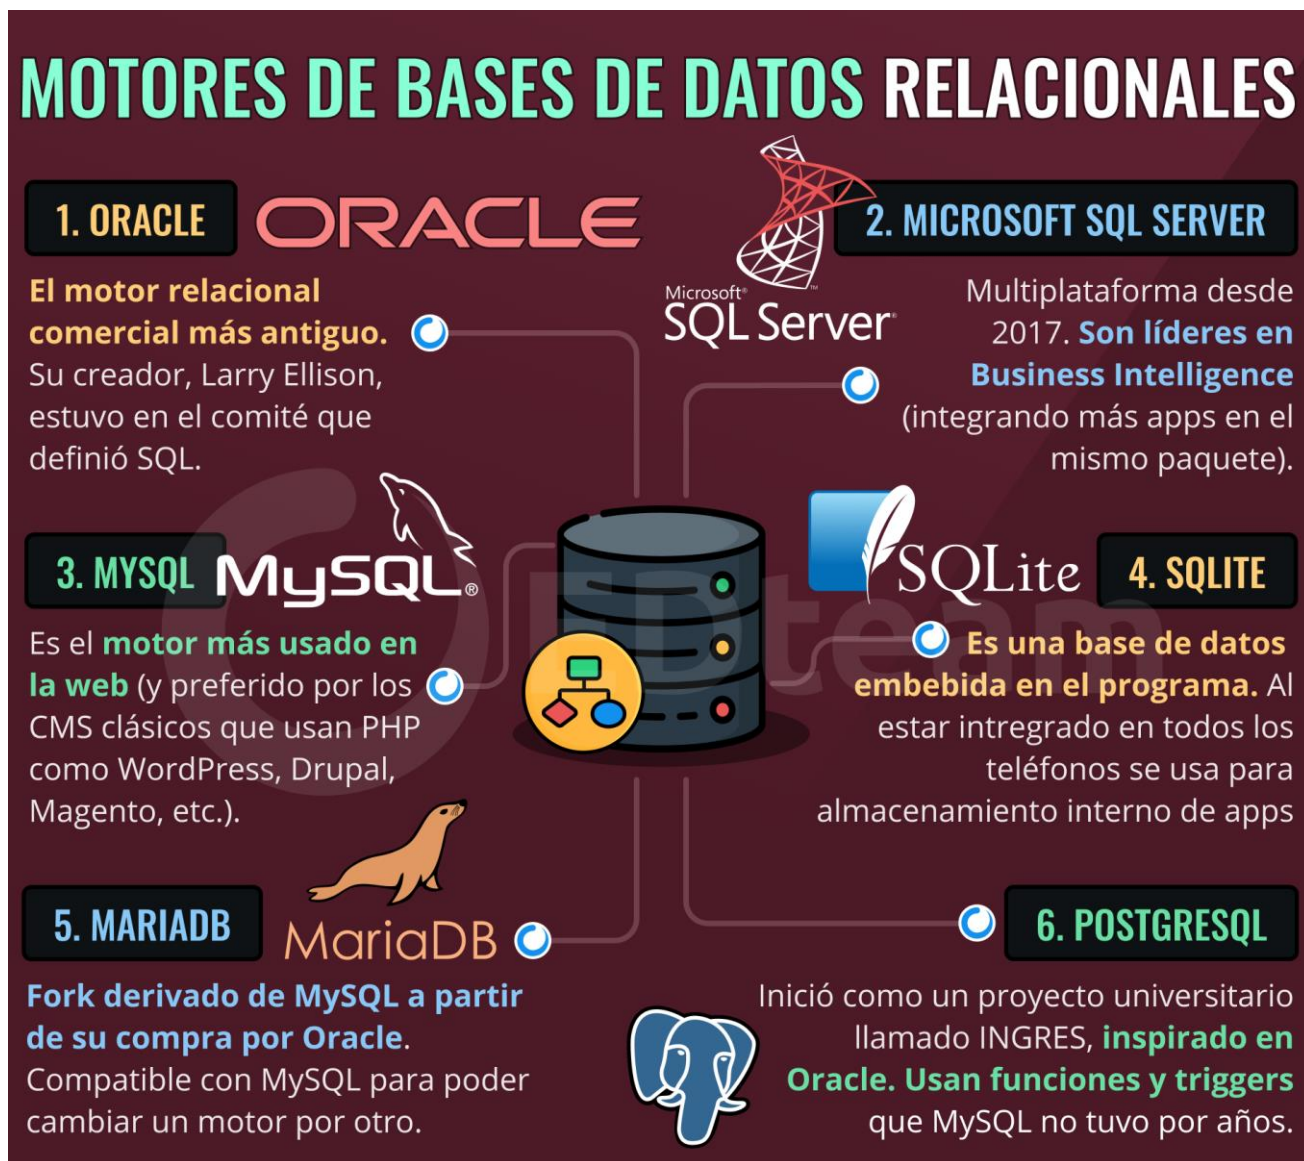 MOTORES DE BASES DE DATOS RELACIONALES
1. ORACLE
ORACLE
El motor relacional
comercial más antiguo.
Su creador, Larry Ellison,
estuvo en el comité que
definió SQL.
Microsoft®
SQL Server®
TM
2. MICROSOFT SQL SERVER
Multiplataforma desde
2017. Son líderes en
Business Intelligence
(integrando más apps en el
mismo paquete).
3. MYSQL
MySQL®
Es el motor más usado en
la web (y preferido por los
CMS clásicos que usan PHP
como WordPress, Drupal,
Magento, etc.).
SQLite
4. SQLITE
Es una base de datos
embebida en el programa. Al
estar intregrado en todos los
teléfonos se usa para
almacenamiento interno de apps
EDteam
5. MARIADB
MariaDB
Fork derivado de MySQL a partir
de su compra por Oracle.
Compatible con MySQL para poder
cambiar un motor por otro.
6. POSTGRESQL
Inició como un proyecto universitario
llamado INGRES, inspirado en
Oracle. Usan funciones y triggers
que MySQL no tuvo por años.